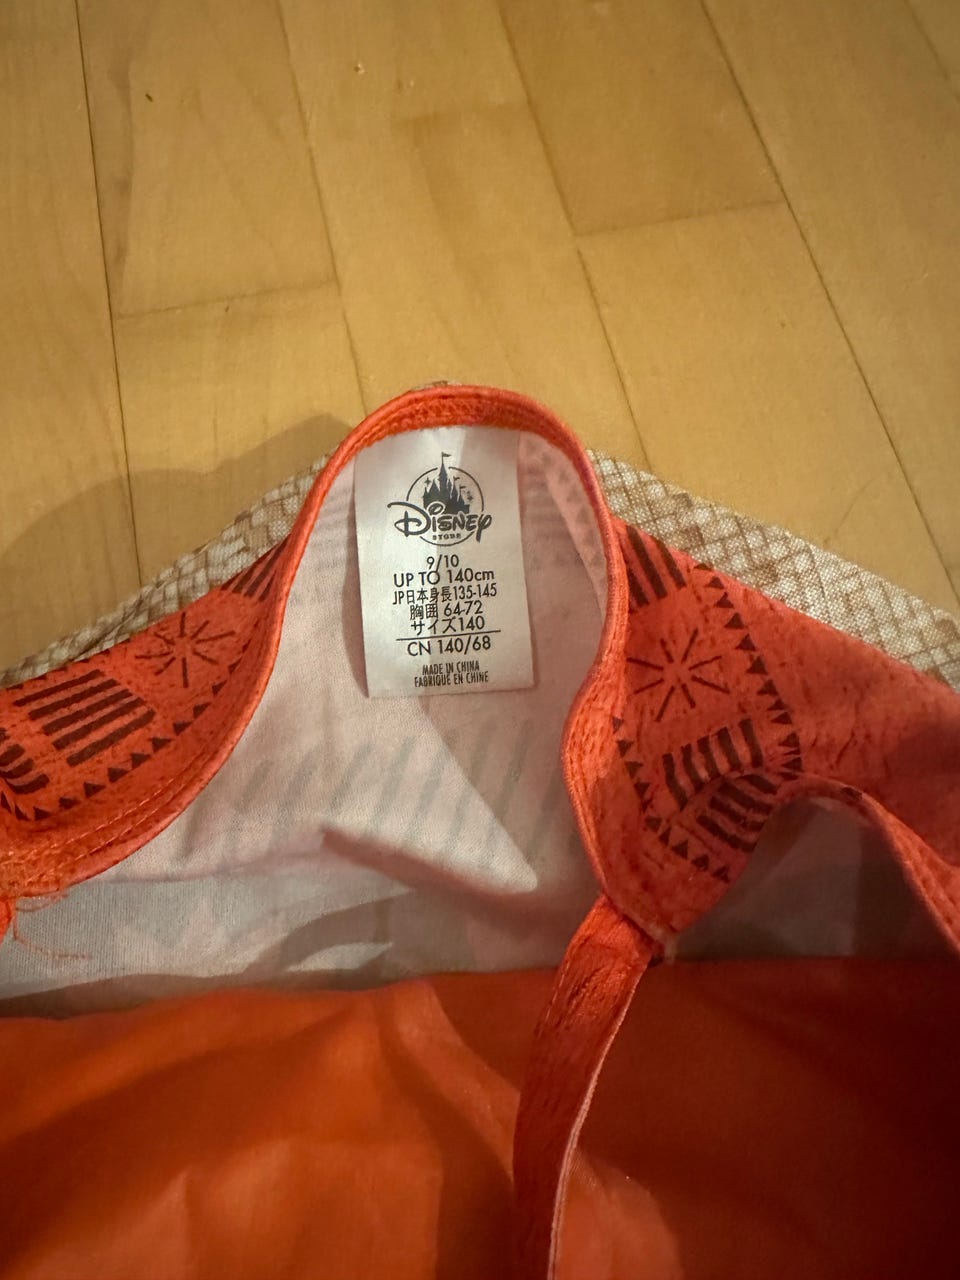 Disney
STORE
9/10
UP TO 140cm
JP日本身長135-145
胸囲 64-72
サイズ140
CN 140/68
MADE IN CHINA
FABRIQUÉ EN CHINE